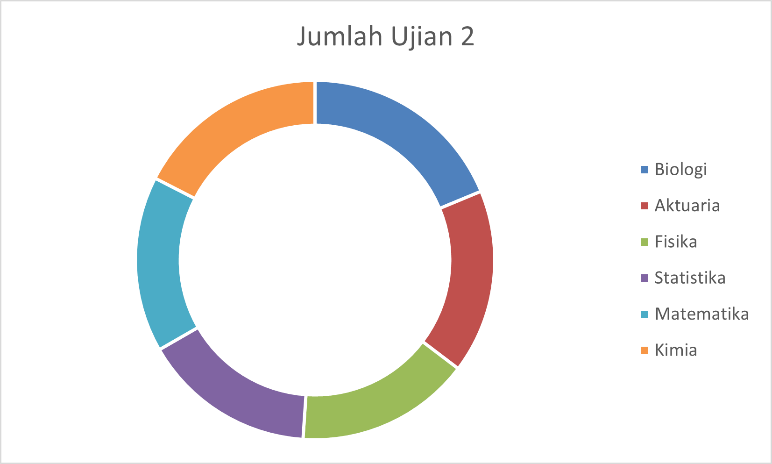 Jumlah Ujian 2
Biologi
Aktuaria
Fisika
Statistika
Matematika
Kimia